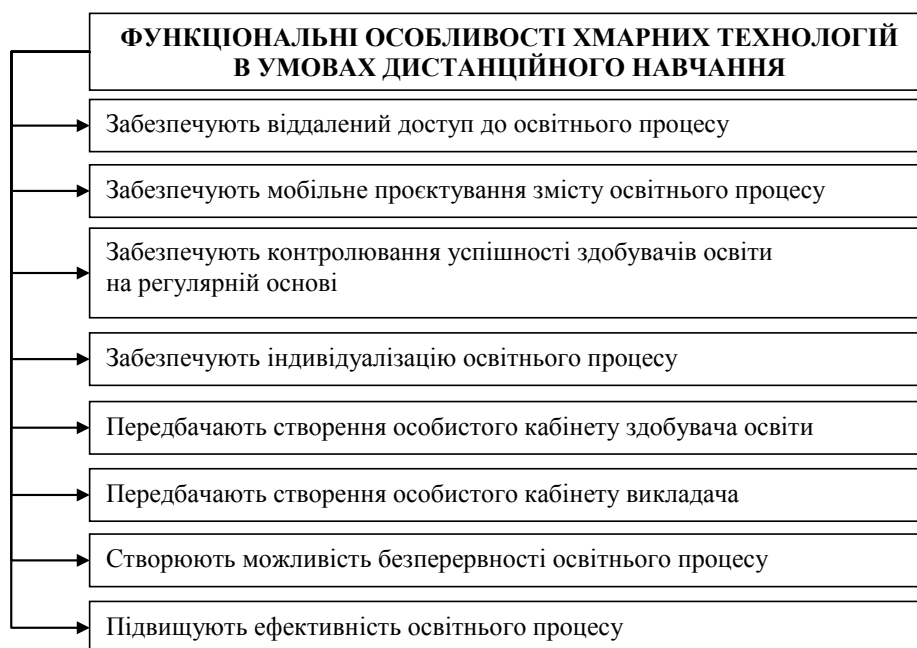 ФУНКЦІОНАЛЬНІ ОСОБЛИВОСТІ ХМАРНИХ ТЕХНОЛОГІЙ
В УМОВАХ ДИСТАНЦІЙНОГО НАВЧАННЯ
Забезпечують віддалений доступ до освітнього процесу
Забезпечують мобільне проєктування змісту освітнього процесу
Забезпечують контролювання успішності здобувачів освіти
на регулярній основі
Забезпечують індивідуалізацію освітнього процесу
Передбачають створення особистого кабінету здобувача освіти
Передбачають створення особистого кабінету викладача
Створюють можливість безперервності освітнього процесу
Підвищують ефективність освітнього процесу